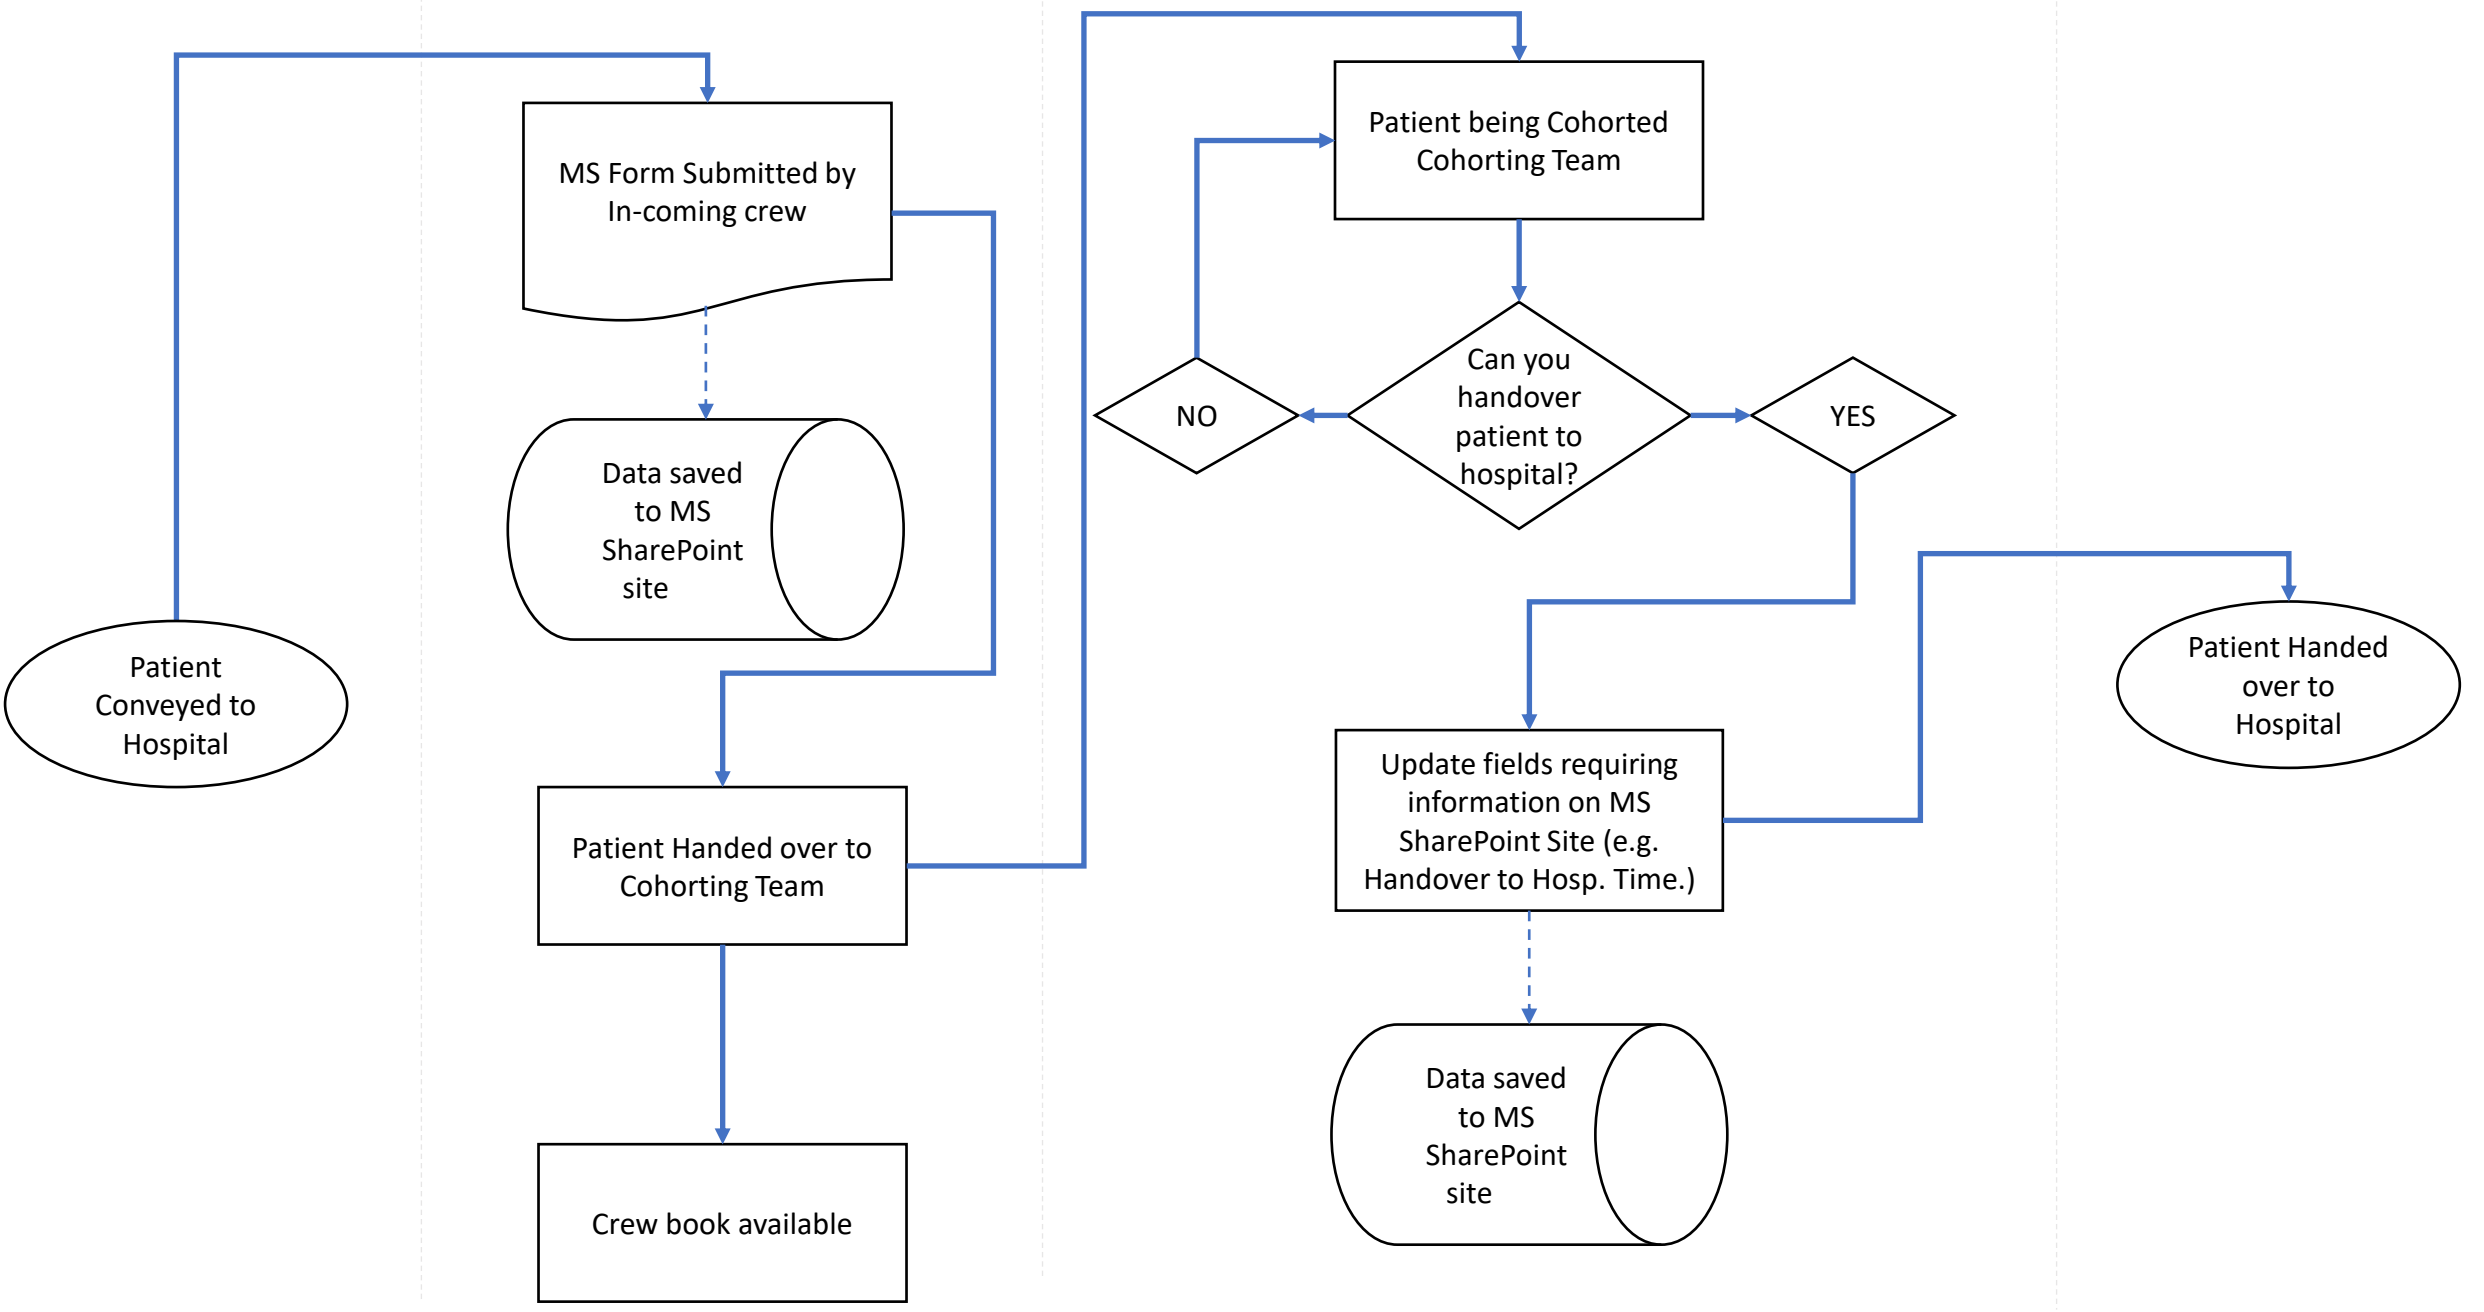 Patient
Conveyed to
Hospital
MS Form Submitted by
In-coming crew
Data saved
to MS
SharePoint
site
Patient Handed over to
Cohorting Team
Crew book available
Patient being Cohorted
Cohorting Team
Can you
handover
patient to
hospital?
NO
YES
Update fields requiring
information on MS
SharePoint Site (e.g.
Handover to Hosp. Time.)
Data saved
to MS
SharePoint
site
Patient Handed
over to
Hospital